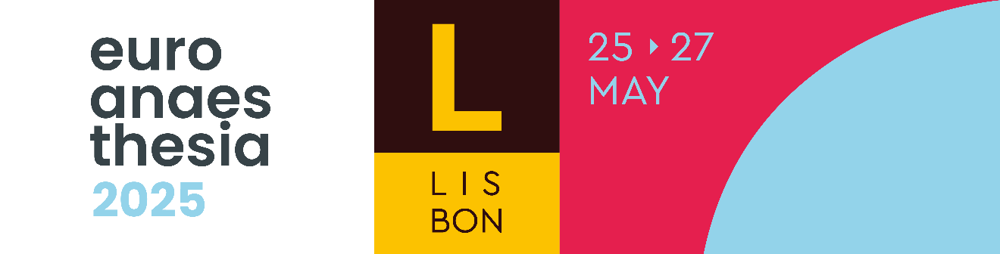 euro
anaes
thesia
2025
L
LIS
BON
25 ▸ 27
MAY